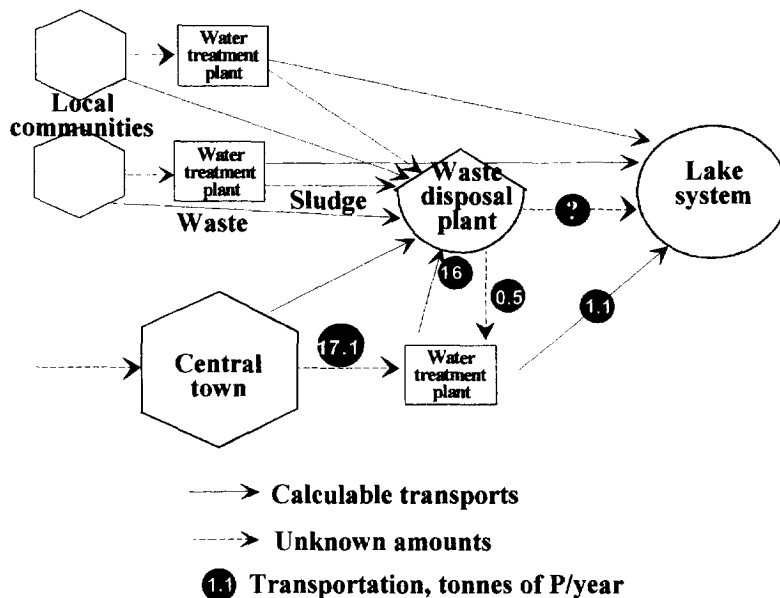 Water
treatment
plant
Local
communities
Water
treatment
plant
Sludge
Waste
Waste
disposal
plant
?
Lake
system
16
0.5
1.1
17.1
Central
town
Water
treatment
plant
Calculable transports
Unknown amounts
1.1 Transportation, tonnes of P/year